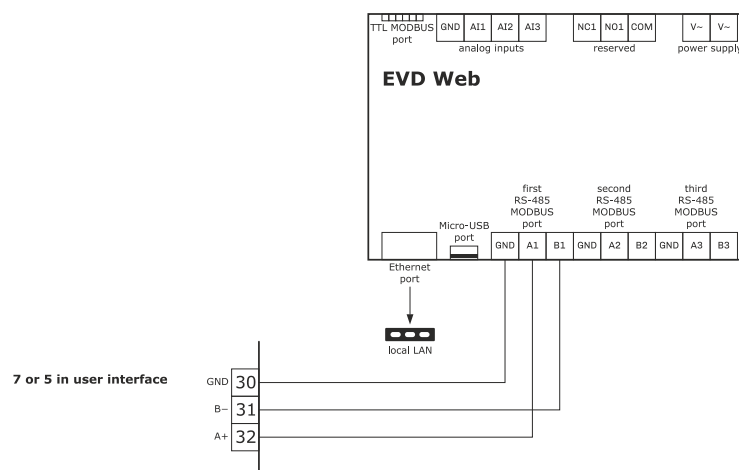 TTL MODBUS
port
GND AI1 AI2 AI3
analog inputs
NC1 NO1 COM
reserved
V~ V~
power supply
EVD Web
first
RS-485
MODBUS
port
second
RS-485
MODBUS
port
third
RS-485
MODBUS
port
Micro-USB
port
GND A1 B1 GND A2 B2 GND A3 B3
Ethernet
port
local LAN
7 or 5 in user interface
GND 30
B− 31
A+ 32